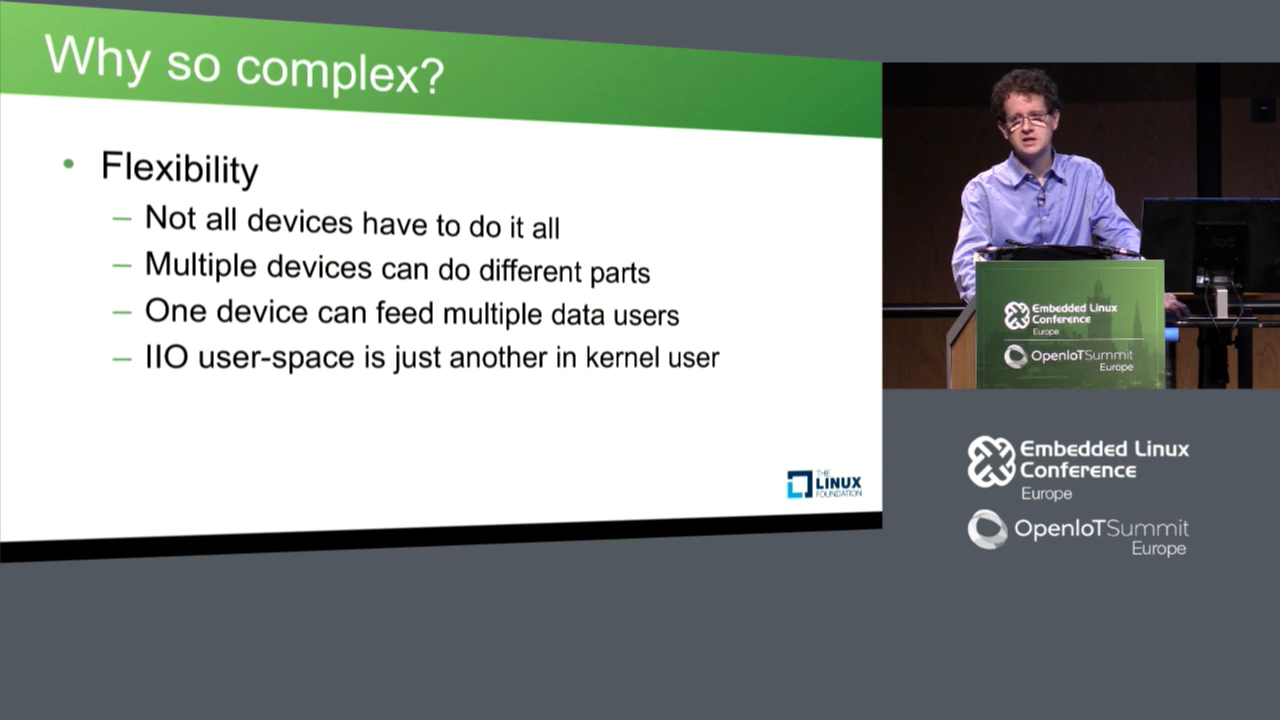 Why so complex?
• Flexibility
– Not all devices have to do it all
– Multiple devices can do different parts
– One device can feed multiple data users
– IIO user-space is just another in kernel user
THE
LINUX
FOUNDATION
Embedded Linux
Conference
Europe
OpenIoTSummit
Europe
Embedded Linux
Conference
Europe
OpenIoTSummit
Europe